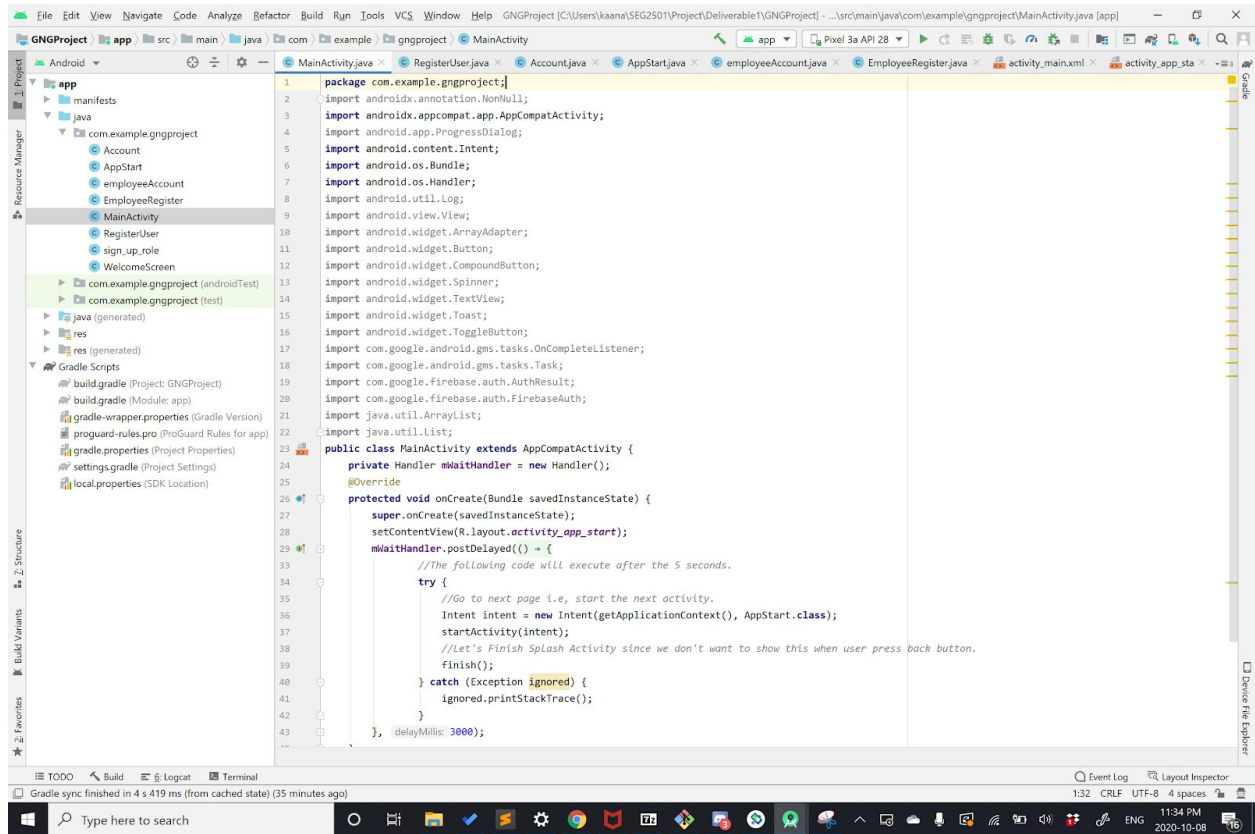 File Edit View Navigate Code Analyze Refactor Build Run Tools VCS Window Help GNGProject [C:\Users\kaana\SEG2501\Project\Deliverable1\GNGProject] - ...\src\main\java\com\example\gngproject\MainActivity.java [app]
GNGProject app src main java com example gngproject MainActivity app Pixel 3a API 28
Android MainActivity.java RegisterUser.java Account.java AppStart.java employeeAccount.java EmployeeRegister.java activity_main.xml activity_app_sta
1: Project
Resource Manager
7: Structure
Build Variants
2: Favorites
app
manifests
java
com.example.gngproject
Account
AppStart
employeeAccount
EmployeeRegister
MainActivity
RegisterUser
sign_up_role
WelcomeScreen
com.example.gngproject (androidTest)
com.example.gngproject (test)
java (generated)
res
res (generated)
Gradle Scripts
build.gradle (Project: GNGProject)
build.gradle (Module: app)
gradle-wrapper.properties (Gradle Version)
proguard-rules.pro (ProGuard Rules for app)
gradle.properties (Project Properties)
settings.gradle (Project Settings)
local.properties (SDK Location)
1 package com.example.gngproject;
2 import androidx.annotation.NonNull;
3 import androidx.appcompat.app.AppCompatActivity;
4 import android.app.ProgressDialog;
5 import android.content.Intent;
6 import android.os.Bundle;
7 import android.os.Handler;
8 import android.util.Log;
9 import android.view.View;
10 import android.widget.ArrayAdapter;
11 import android.widget.Button;
12 import android.widget.CompoundButton;
13 import android.widget.Spinner;
14 import android.widget.TextView;
15 import android.widget.Toast;
16 import android.widget.ToggleButton;
17 import com.google.android.gms.tasks.OnCompleteListener;
18 import com.google.android.gms.tasks.Task;
19 import com.google.firebase.auth.AuthResult;
20 import com.google.firebase.auth.FirebaseAuth;
21 import java.util.ArrayList;
22 import java.util.List;
23 public class MainActivity extends AppCompatActivity {
24 private Handler mWaitHandler = new Handler();
25 @Override
26 protected void onCreate(Bundle savedInstanceState) {
27 super.onCreate(savedInstanceState);
28 setContentView(R.layout.activity_app_start);
29 mWaitHandler.postDelayed(() → {
33 //The following code will execute after the 5 seconds.
34 try {
35 //Go to next page i.e, start the next activity.
36 Intent intent = new Intent(getApplicationContext(), AppStart.class);
37 startActivity(intent);
38 //Let's Finish Splash Activity since we don't want to show this when user press back button.
39 finish();
40 } catch (Exception ignored) {
41 ignored.printStackTrace();
42 }
43 }, delayMillis: 3000);
Gradle
Device File Explorer
TODO Build 6: Logcat Terminal Event Log Layout Inspector
Gradle sync finished in 4 s 419 ms (from cached state) (35 minutes ago) 1:32 CRLF UTF-8 4 spaces
Type here to search ENG 11:34 PM
2020-10-08